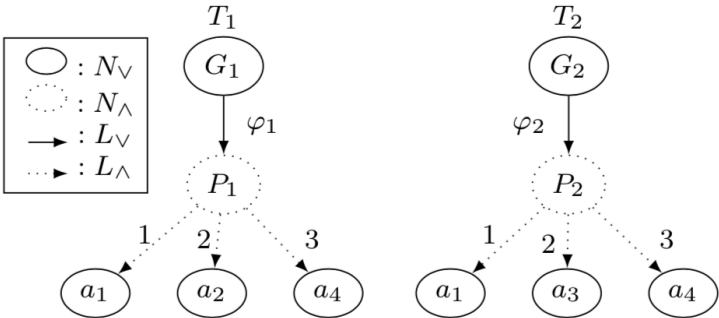 T₁
T₂
: N∨
: N∧
: L∨
: L∧
G₁
G₂
φ₁
φ₂
P₁
P₂
1
2
3
1
2
3
a₁
a₂
a₄
a₁
a₃
a₄